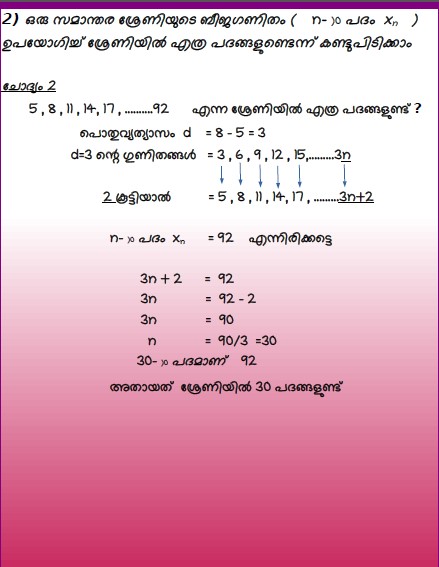 2) ഒരു സമാന്തര ശ്രേണിയുടെ ബീജഗണിതം ( n-ാം പദം xₙ )
ഉപയോഗിച്ച് ശ്രേണിയിൽ എത്ര പദങ്ങളുണ്ടെന്ന് കണ്ടുപിടിക്കാം
ചോദ്യം 2
5 , 8 , 11 , 14, 17 , ..........92 എന്ന ശ്രേണിയിൽ എത്ര പദങ്ങളുണ്ട് ?
പൊതുവ്യത്യാസം d = 8 - 5 = 3
d=3 ന്റെ ഗുണിതങ്ങൾ = 3 , 6 , 9 , 12 , 15,.........3n
2 കൂട്ടിയാൽ = 5 , 8 , 11 , 14, 17 , .........3n+2
n-ാം പദം xₙ = 92 എന്നിരിക്കട്ടെ
3n + 2 = 92
3n = 92 - 2
3n = 90
n = 90/3 =30
30-ാം പദമാണ് 92
അതായത് ശ്രേണിയിൽ 30 പദങ്ങളുണ്ട്